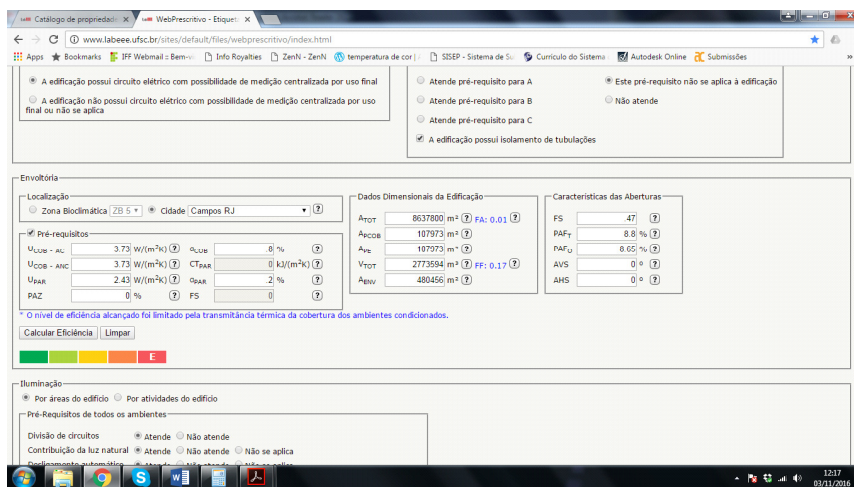 Catálogo de propriedade
WebPrescritivo - Etiquet
www.labeee.ufsc.br/sites/default/files/webprescritivo/index.html
Apps Bookmarks IFF Webmail :: Bem-vi Info Royalties ZenN - ZenN temperatura de cor | SISEP - Sistema de Su Currículo do Sistema Autodesk Online Submissões »
A edificação possui circuito elétrico com possibilidade de medição centralizada por uso final
A edificação não possui circuito elétrico com possibilidade de medição centralizada por uso
final ou não se aplica
Atende pré-requisito para A Este pré-requisito não se aplica à edificação
Atende pré-requisito para B Não atende
Atende pré-requisito para C
A edificação possui isolamento de tubulações
Envoltória
Localização
Zona Bioclimática ZB 5 Cidade Campos RJ ?
Pré-requisitos
UCOB - AC 3.73 W/(m²K) ? αCOB .8 % ?
UCOB - ANC 3.73 W/(m²K) ? CTPAR 0 kJ/(m²K) ?
UPAR 2.43 W/(m²K) ? αPAR .2 % ?
PAZ 0 % ? FS 0 ?
Dados Dimensionais da Edificação
ATOT 8637800 m² ? FA: 0.01 ?
APCOB 107973 m² ?
APE 107973 m² ?
VTOT 2773594 m³ ? FF: 0.17 ?
AENV 480456 m² ?
Características das Aberturas
FS .47 ?
PAFT 8.8 % ?
PAFO 8.65 % ?
AVS 0 ° ?
AHS 0 ° ?
* O nível de eficiência alcançado foi limitado pela transmitância térmica da cobertura dos ambientes condicionados.
Calcular Eficiência Limpar
E
Iluminação
Por áreas do edifício Por atividades do edifício
Pré-Requisitos de todos os ambientes
Divisão de circuitos Atende Não atende
Contribuição da luz natural Atende Não atende Não se aplica
Desligamento automático Atende Não atende Não se aplica
12:17
03/11/2016